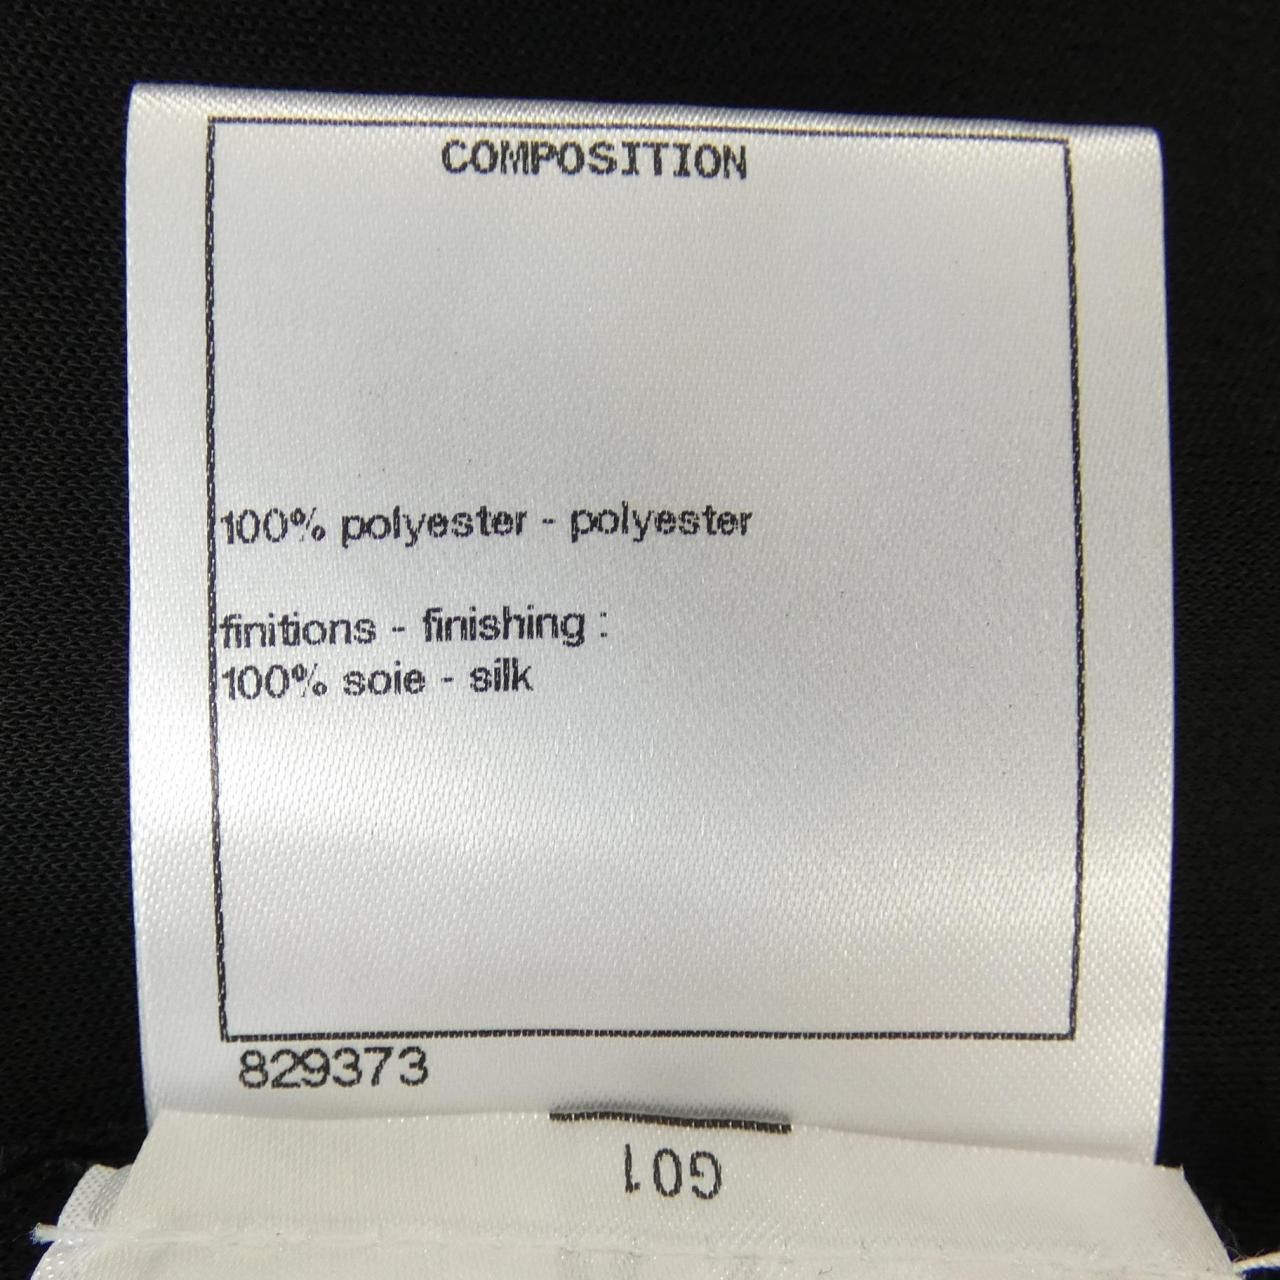 COMPOSITION
100% polyester - polyester
finitions - finishing :
100% soie - silk
829373
G01